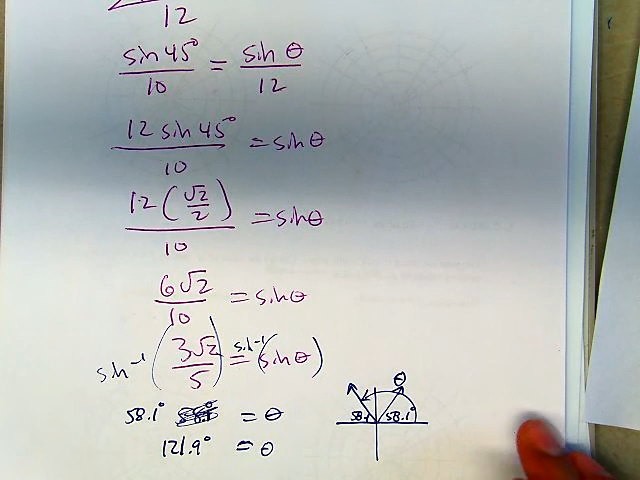 12
sin 45° / 10 = sin θ / 12
12 sin 45° / 10 = sin θ
12 (√2 / 2) / 10 = sin θ
6√2 / 10 = sin θ
sin⁻¹ (3√2 / 5) = sin⁻¹ (sin θ)
58.1° = θ
121.9° = θ
θ
58.1 58.1°